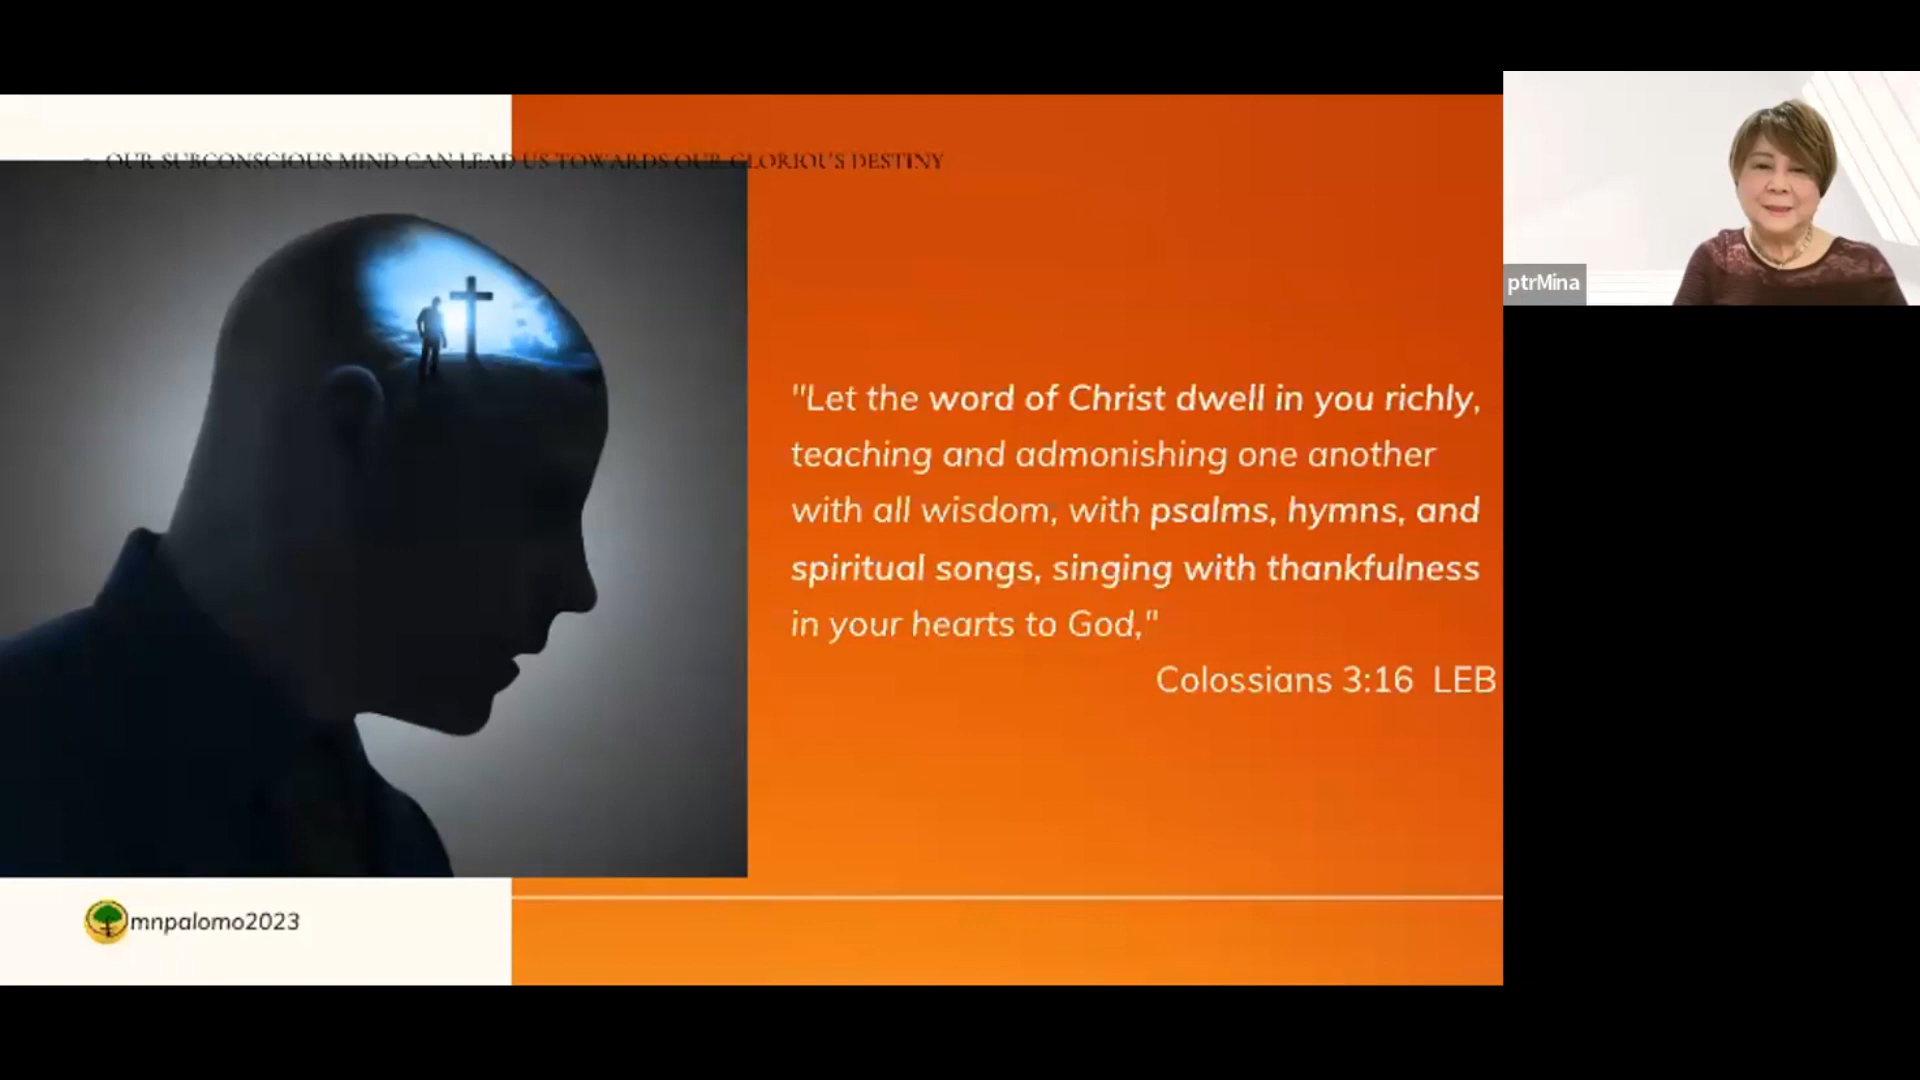 OUR SUBCONSCIOUS MIND CAN LEAD US TOWARDS OUR GLORIOUS DESTINY
ptrMina
"Let the word of Christ dwell in you richly,
teaching and admonishing one another
with all wisdom, with psalms, hymns, and
spiritual songs, singing with thankfulness
in your hearts to God,"
Colossians 3:16 LEB
mnpalomo2023